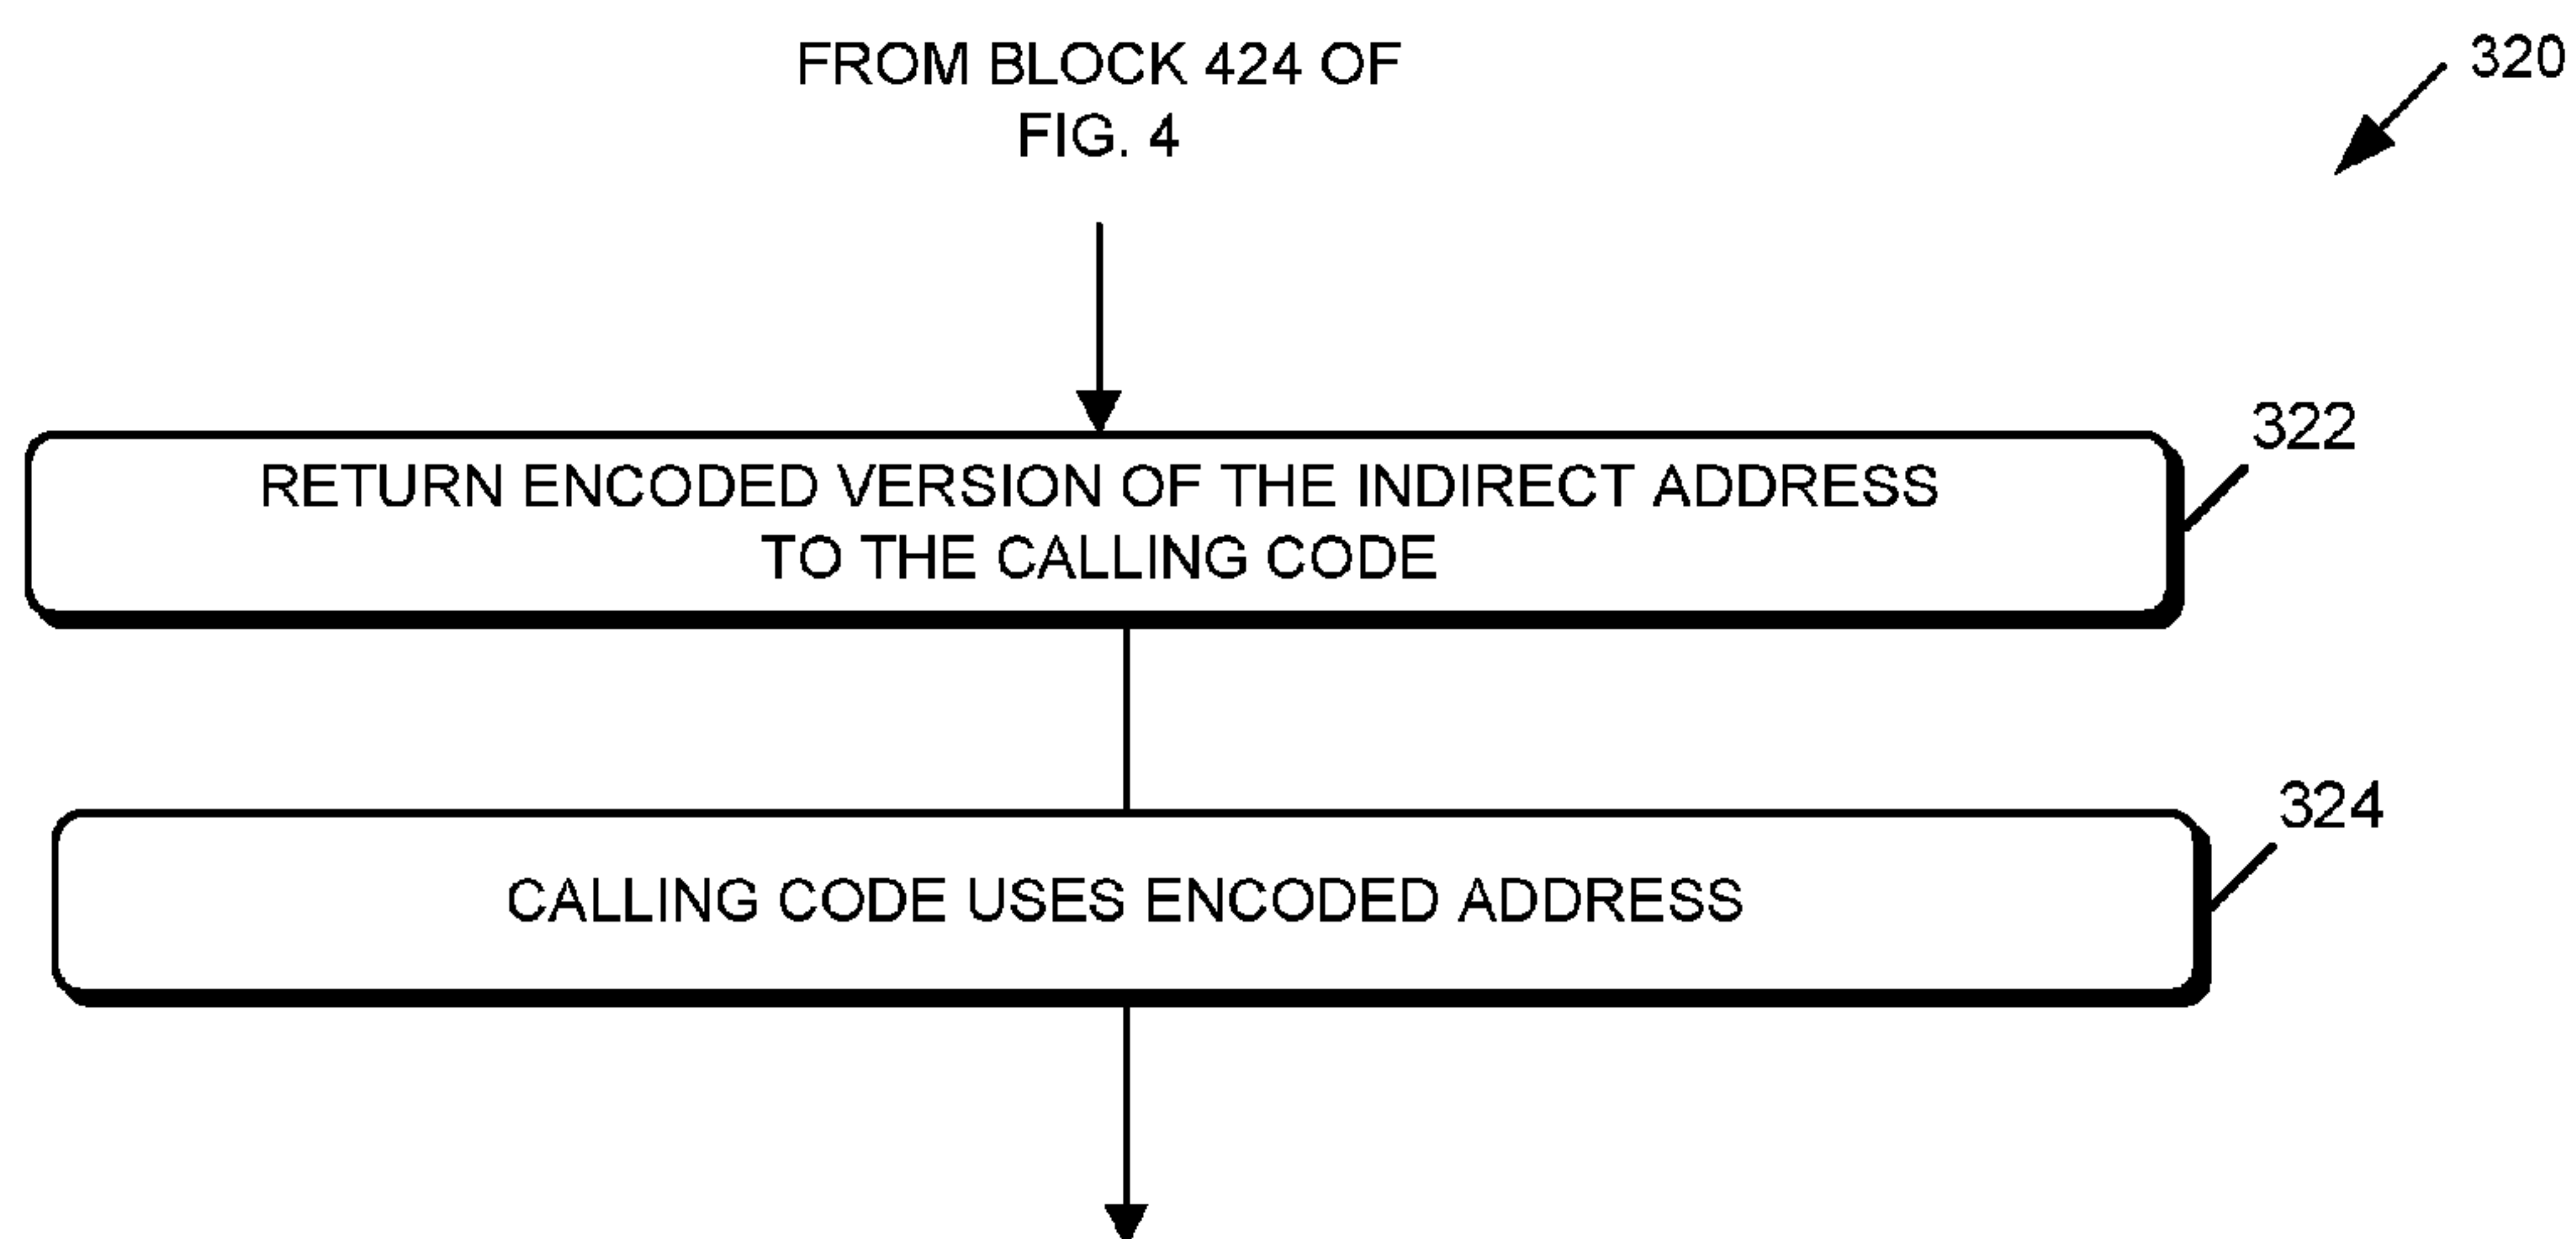 FROM BLOCK 424 OF
FIG. 4
320
322
RETURN ENCODED VERSION OF THE INDIRECT ADDRESS
TO THE CALLING CODE
324
CALLING CODE USES ENCODED ADDRESS